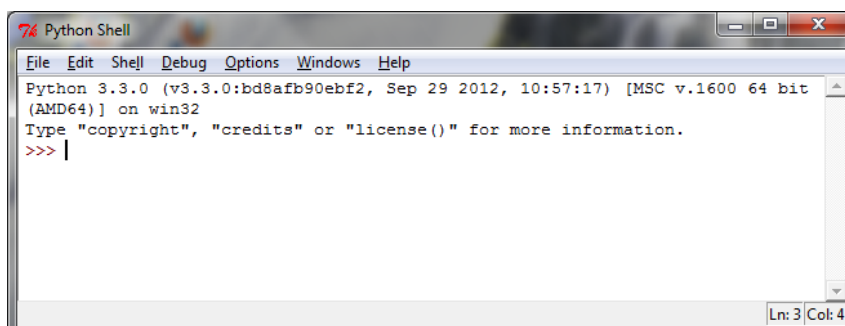 Python Shell
File Edit Shell Debug Options Windows Help
Python 3.3.0 (v3.3.0:bd8afb90ebf2, Sep 29 2012, 10:57:17) [MSC v.1600 64 bit
(AMD64)] on win32
Type "copyright", "credits" or "license()" for more information.
>>>
Ln: 3 Col: 4